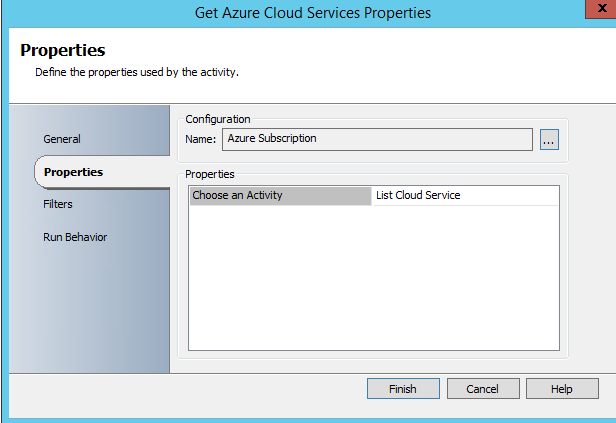 Get Azure Cloud Services Properties
x
Properties
Define the properties used by the activity.
General
Properties
Filters
Run Behavior
Configuration
Name: Azure Subscription ...
Properties
Choose an Activity List Cloud Service
Finish Cancel Help